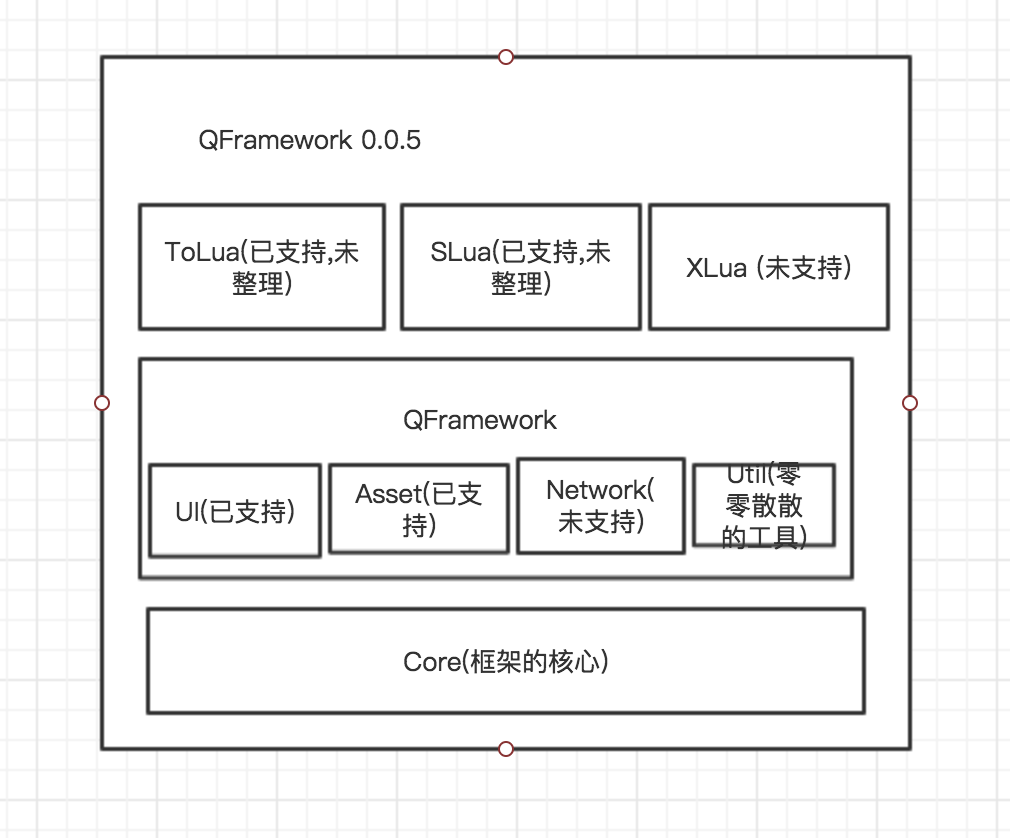 QFramework 0.0.5
ToLua(已支持,未
整理)
SLua(已支持,未
整理)
XLua (未支持)
QFramework
UI(已支持)
Asset(已支
持)
Network(
未支持)
Util(零
零散散
的工具)
Core(框架的核心)